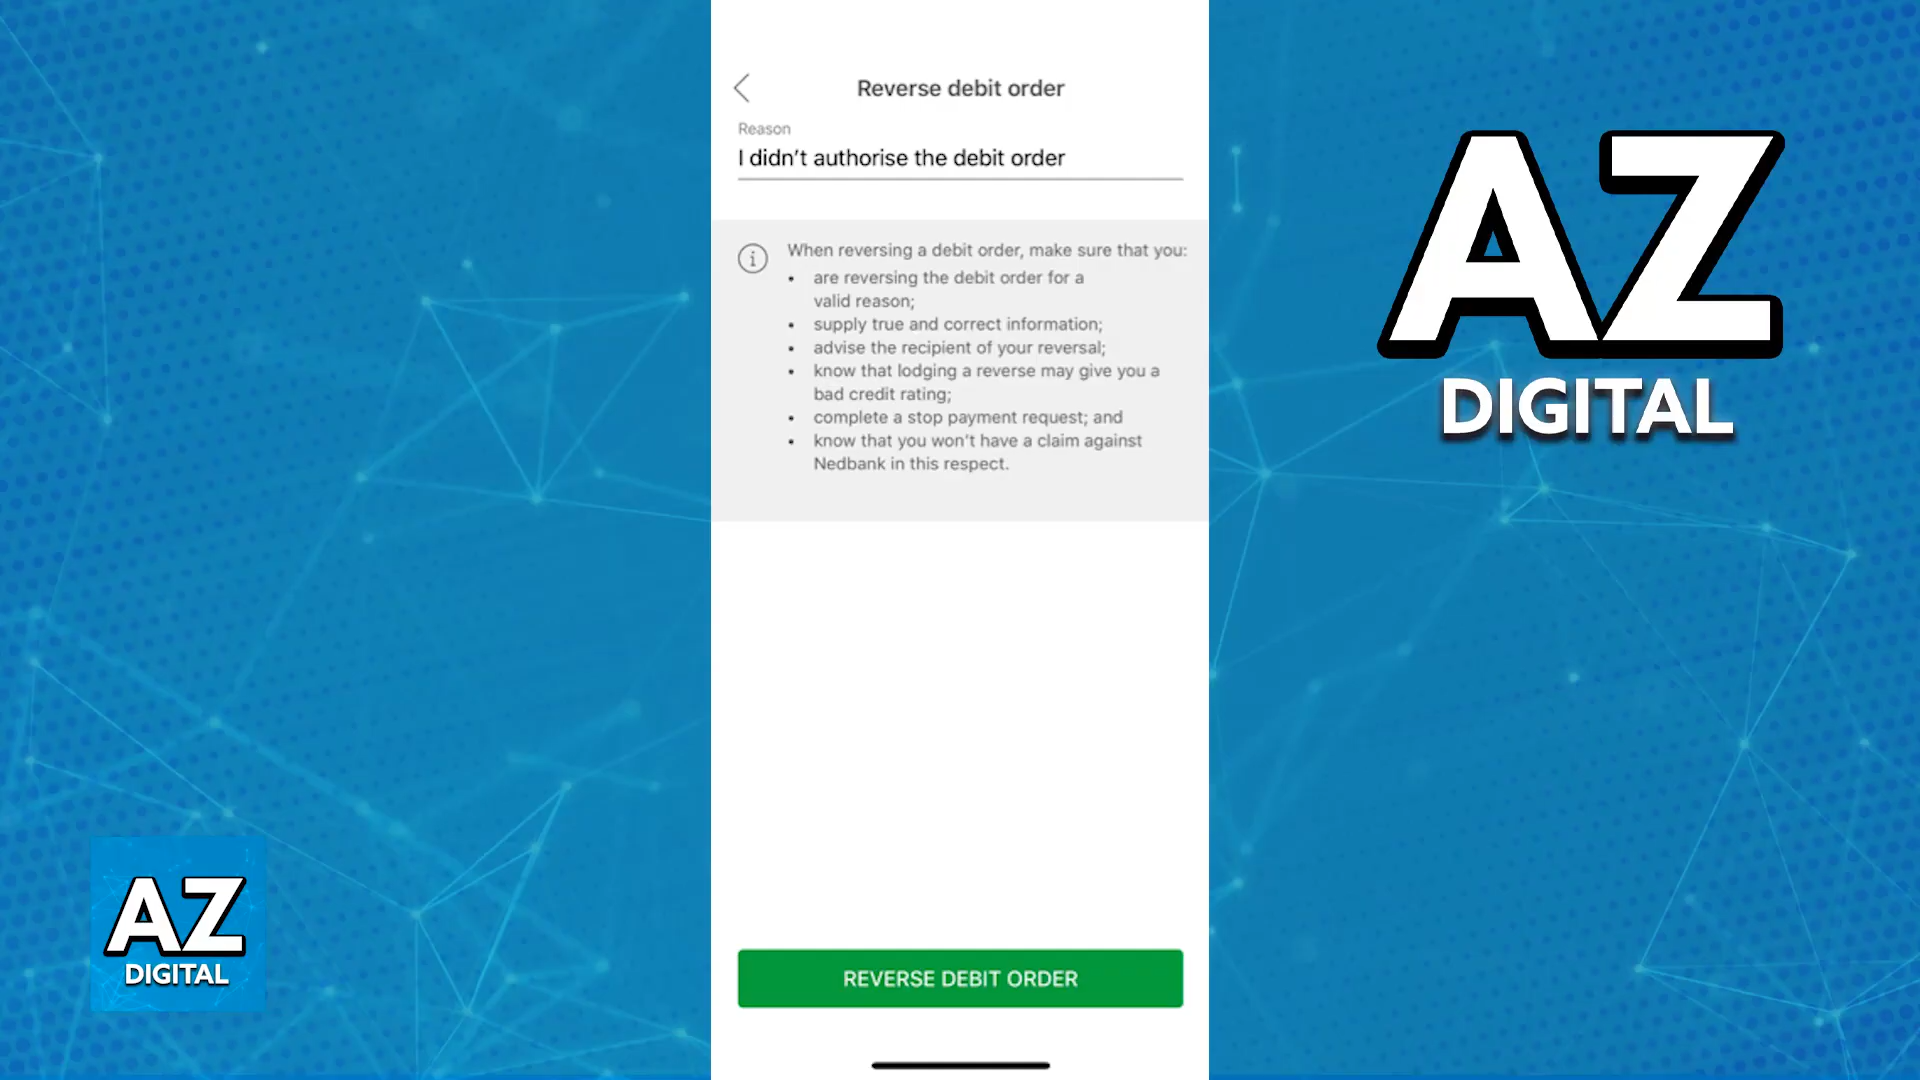 Reverse debit order
Reason
I didn't authorise the debit order
When reversing a debit order, make sure that you:
• are reversing the debit order for a
valid reason;
• supply true and correct information;
• advise the recipient of your reversal;
• know that lodging a reverse may give you a
bad credit rating;
• complete a stop payment request; and
• know that you won't have a claim against
Nedbank in this respect.
REVERSE DEBIT ORDER
AZ
DIGITAL
AZ
DIGITAL